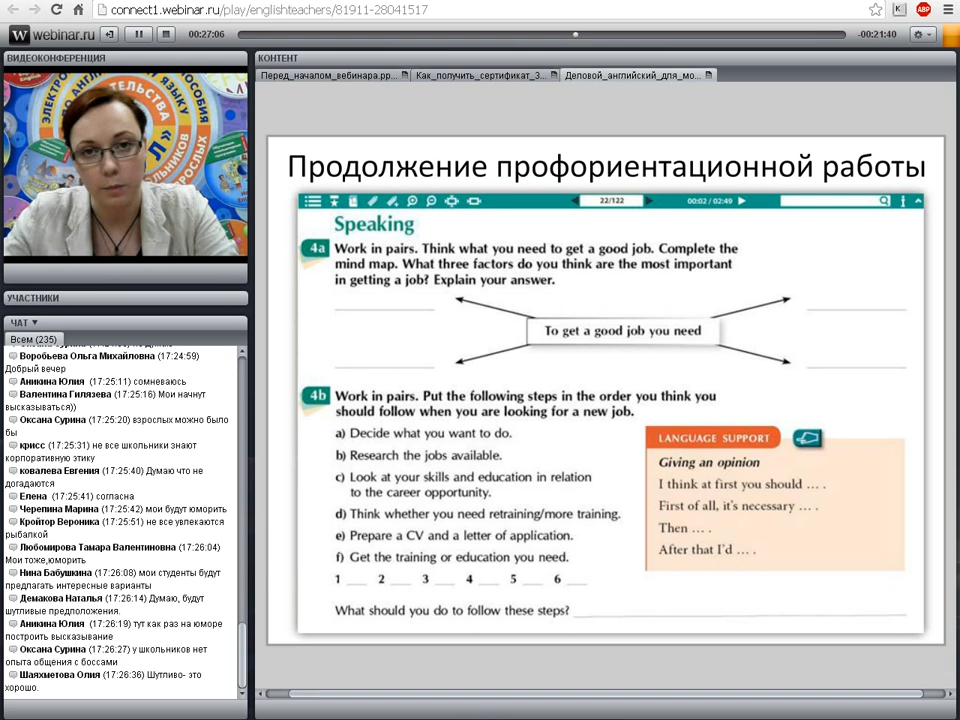 connect1.webinar.ru/play/englishteachers/81911-28041517
K
ABP
W webinar.ru
00:27:06
-00:21:40
ВИДЕОКОНФЕРЕНЦИЯ
ЭЛЕКТРО
ПОСОБИЯ
УЧАСТНИКИ
ЧАТ ▼
Всем (235)
Воробьева Ольга Михайловна (17:24:59)
Добрый вечер
Аникина Юлия (17:25:11) сомневаюсь
Валентина Гилязева (17:25:16) Мои начнут
высказываться))
Оксана Сурина (17:25:20) взрослых можно было
бы
крисс (17:25:31) не все школьники знают
корпоративную этику
ковалева Евгения (17:25:40) Думаю что не
догадаются
Елена (17:25:41) согласна
Черепина Марина (17:25:42) мои будут юморить
Кройтор Вероника (17:25:51) не все увлекаются
рыбалкой
Любомирова Тамара Валентиновна (17:26:04)
Мои тоже,юморить
Нина Бабушкина (17:26:08) мои студенты будут
предлагать интересные варианты
Демакова Наталья (17:26:14) Думаю, будут
шутливые предположения.
Аникина Юлия (17:26:19) тут как раз на юморе
построить высказывание
Оксана Сурина (17:26:27) у школьников нет
опыта общения с боссами
Шаяхметова Олия (17:26:36) Шутливо- это
хорошо.
КОНТЕНТ
Перед_началом_вебинара.pp...
Как_получить_сертификат_3...
Деловой_английский_для_мо...
Продолжение профориентационной работы
22/122
00:02 / 02:49
Speaking
4a Work in pairs. Think what you need to get a good job. Complete the
mind map. What three factors do you think are the most important
in getting a job? Explain your answer.
To get a good job you need
4b Work in pairs. Put the following steps in the order you think you
should follow when you are looking for a new job.
a) Decide what you want to do.
b) Research the jobs available.
c) Look at your skills and education in relation
to the career opportunity.
d) Think whether you need retraining/more training.
e) Prepare a CV and a letter of application.
f) Get the training or education you need.
1 __ 2 __ 3 __ 4 __ 5 __ 6 __
What should you do to follow these steps?
LANGUAGE SUPPORT
Giving an opinion
I think at first you should ... .
First of all, it's necessary ... .
Then ... .
After that I'd ... .